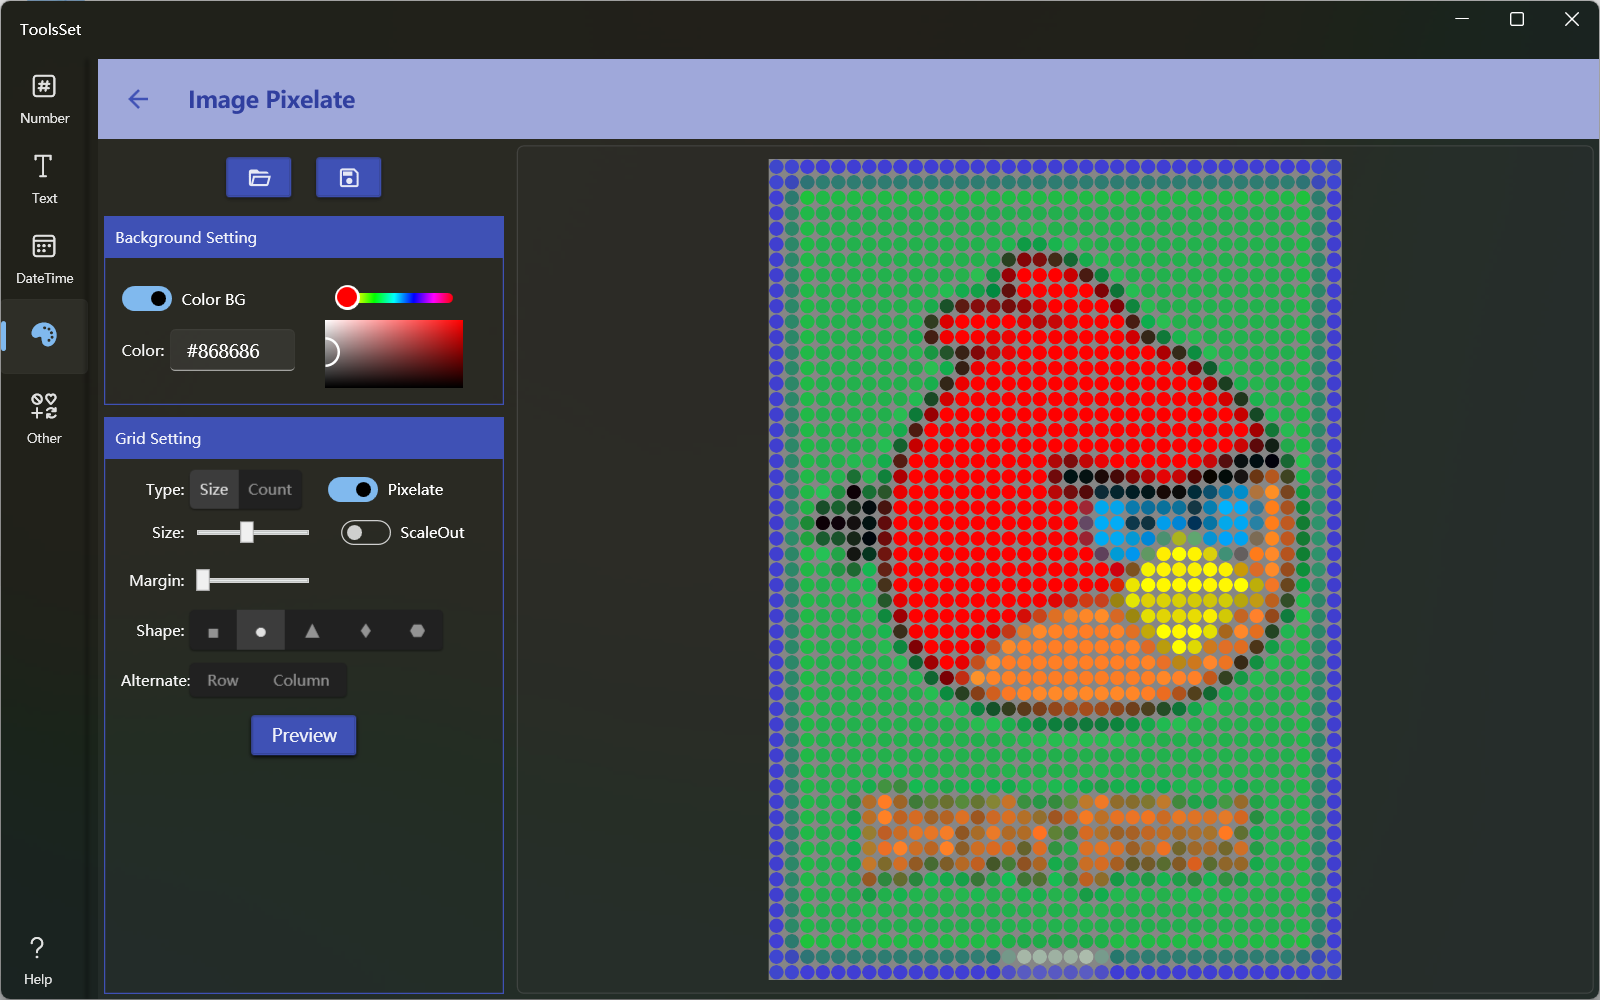 ToolsSet
Number
Text
DateTime
Other
Help
Image Pixelate
Background Setting
Color BG
Color: #868686
Grid Setting
Type: Size Count Pixelate
Size: ScaleOut
Margin:
Shape:
Alternate: Row Column
Preview